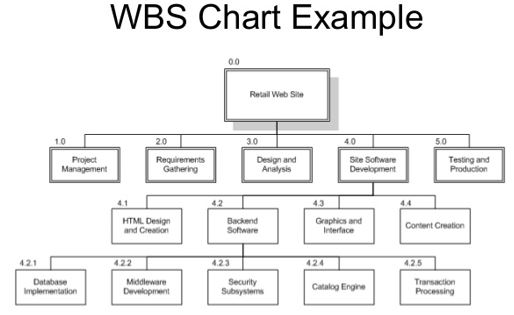 WBS Chart Example
0.0
Retail Web Site
1.0
Project
Management
2.0
Requirements
Gathering
3.0
Design and
Analysis
4.0
Site Software
Development
5.0
Testing and
Production
4.1
HTML Design
and Creation
4.2
Backend
Software
4.3
Graphics and
Interface
4.4
Content Creation
4.2.1
Database
Implementation
4.2.2
Middleware
Development
4.2.3
Security
Subsystems
4.2.4
Catalog Engine
4.2.5
Transaction
Processing